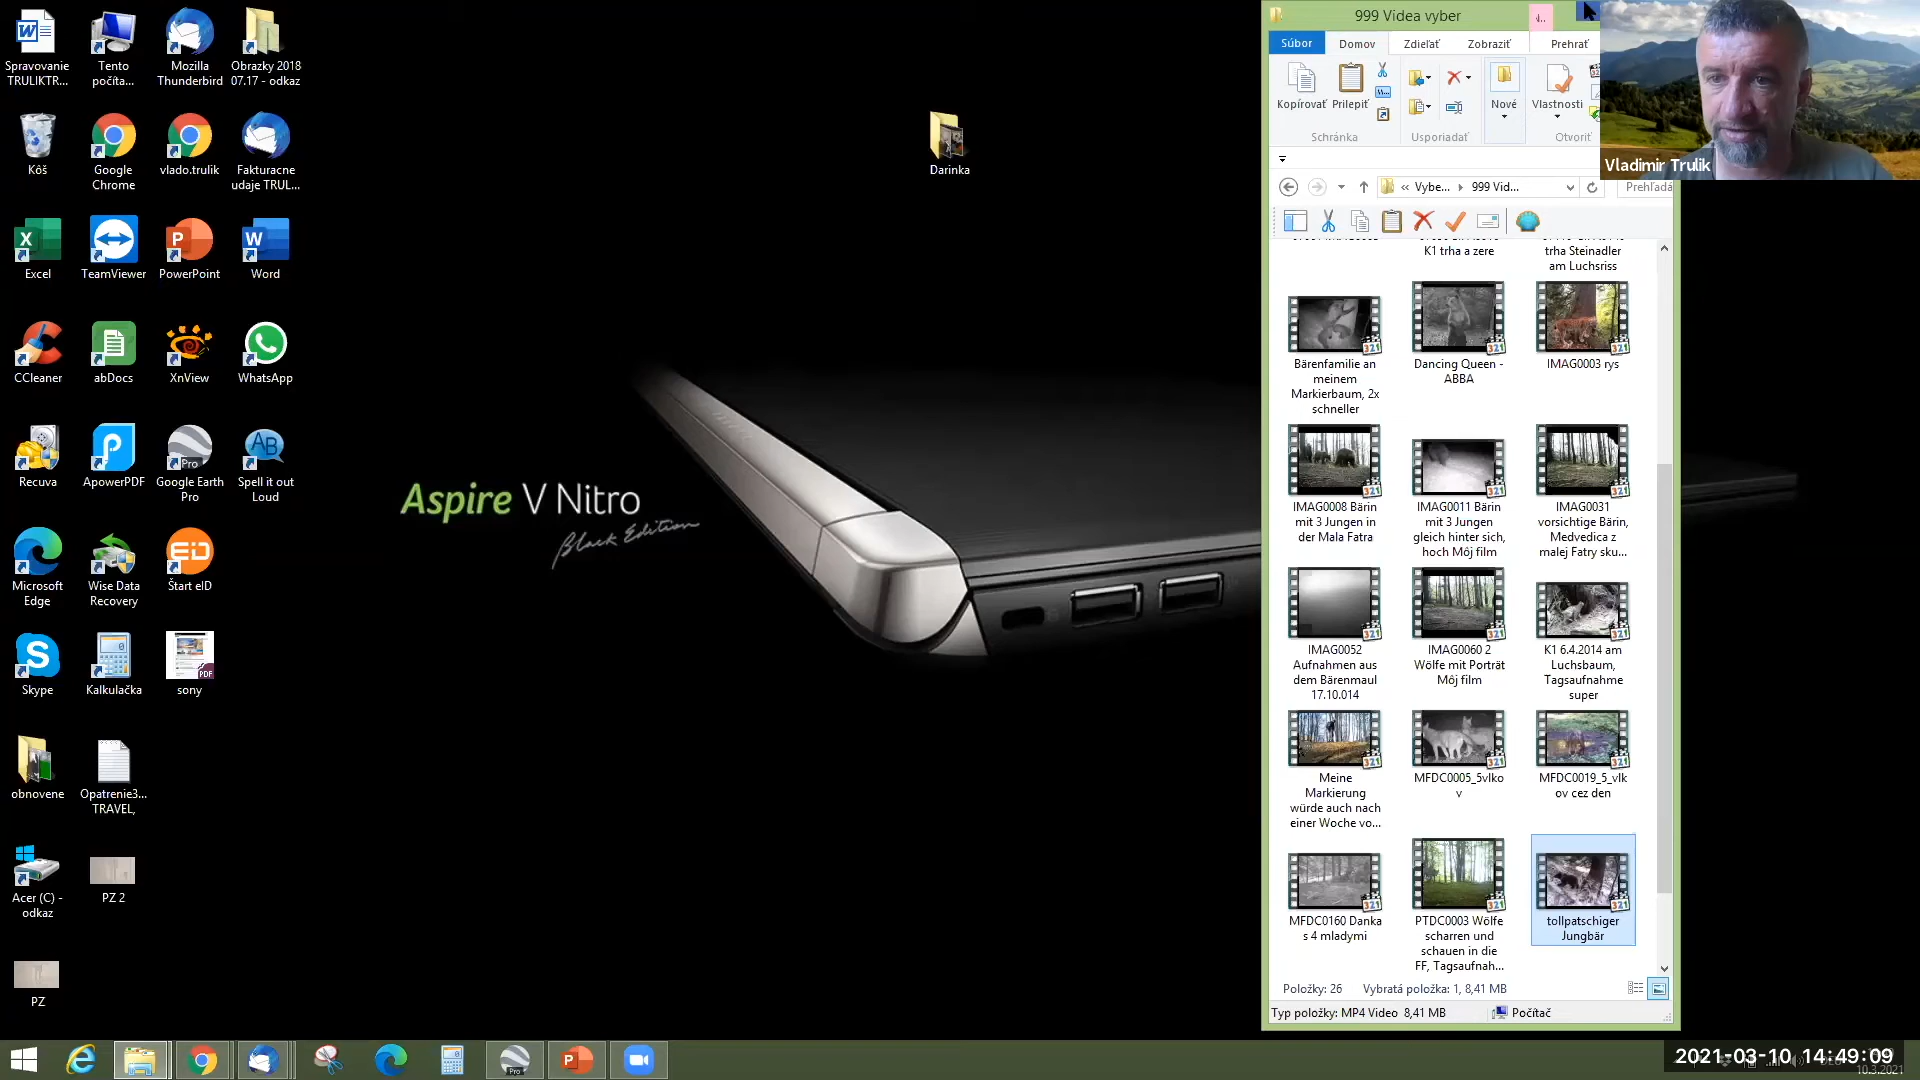 Spravovanie
TRULIKTR...
Tento
počíta...
Mozilla
Thunderbird
Obrazky 2018
07.17 - odkaz
Kôš
Google
Chrome
vlado.trulik
Fakturacne
udaje TRUL...
Darinka
Excel
TeamViewer
PowerPoint
Word
CCleaner
abDocs
XnView
WhatsApp
Recuva
ApowerPDF
Google Earth
Pro
Spell it out
Loud
Microsoft
Edge
Wise Data
Recovery
Štart eID
Skype
Kalkulačka
sony
obnovene
Opatrenie3...
TRAVEL,
Acer (C) -
odkaz
PZ 2
PZ
Aspire V Nitro
Black Edition
999 Videa vyber
Súbor
Domov
Zdieľať
Zobraziť
Prehrať
Kopírovať
Prilepiť
Nové
Vlastnosti
Schránka
Usporiadať
Otvoriť
Vladimir Trulik
« Vybe... 999 Vid...
Prehľadá
K1 trha a zere
trha Steinadler
am Luchsriss
Bärenfamilie an
meinem
Markierbaum, 2x
schneller
Dancing Queen -
ABBA
IMAG0003 rys
IMAG0008 Bärin
mit 3 Jungen in
der Mala Fatra
IMAG0011 Bärin
mit 3 Jungen
gleich hinter sich,
hoch Môj film
IMAG0031
vorsichtige Bärin,
Medvedica z
malej Fatry sku...
IMAG0052
Aufnahmen aus
dem Bärenmaul
17.10.014
IMAG0060 2
Wölfe mit Porträt
Môj film
K1 6.4.2014 am
Luchsbaum,
Tagsaufnahme
super
Meine
Markierung
würde auch nach
einer Woche vo...
MFDC0005_5vlko
v
MFDC0019_5_vlk
ov cez den
MFDC0160 Danka
s 4 mladymi
PTDC0003 Wölfe
scharren und
schauen in die
FF, Tagsaufnah...
tollpatschiger
Jungbär
Položky: 26
Vybratá položka: 1, 8,41 MB
Typ položky: MP4 Video 8,41 MB
Počítač
2021-03-10 14:49:09
10.3.2021